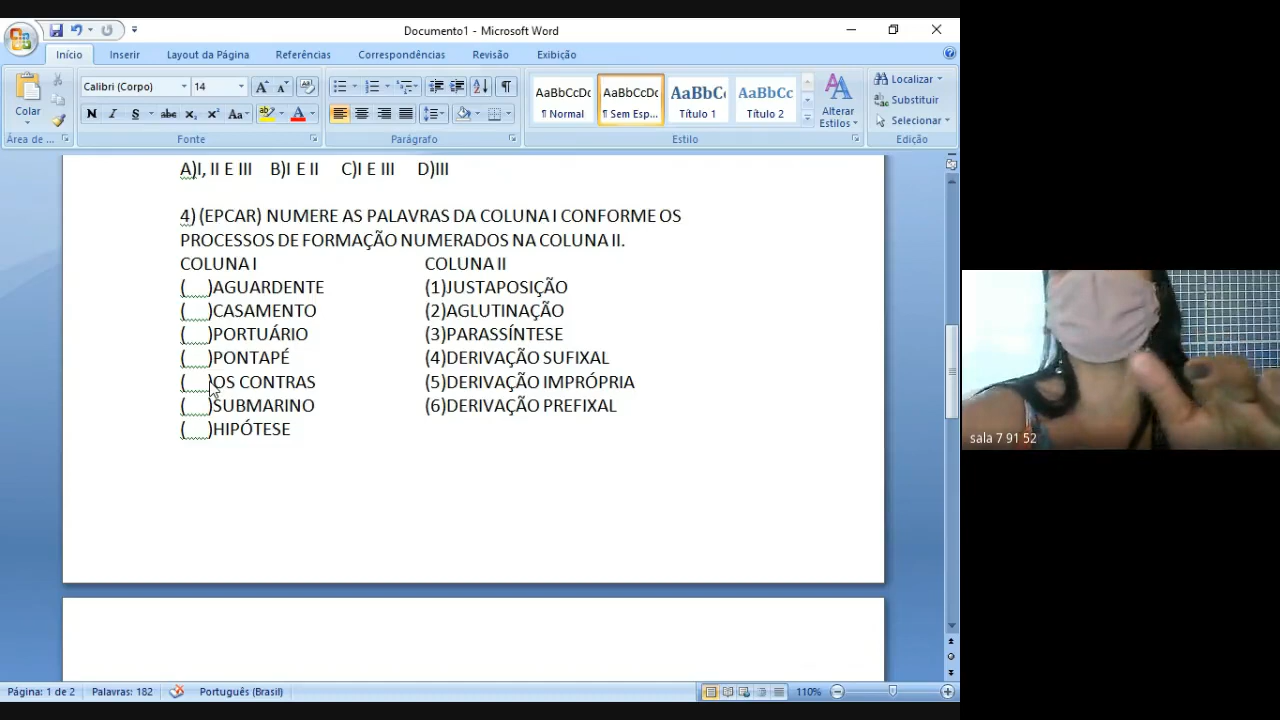 Documento1 - Microsoft Word
Início Inserir Layout da Página Referências Correspondências Revisão Exibição
Colar
Calibri (Corpo) 14
N I S abc x₂ x² Aa
AaBbCcDc AaBbCcDc AaBbCc AaBbCc
¶ Normal ¶ Sem Esp... Título 1 Título 2
Alterar Estilos
Localizar
Substituir
Selecionar
Área de ... Fonte Parágrafo Estilo Edição
A)I, II E III B)I E II C)I E III D)III
4) (EPCAR) NUMERE AS PALAVRAS DA COLUNA I CONFORME OS
PROCESSOS DE FORMAÇÃO NUMERADOS NA COLUNA II.
COLUNA I COLUNA II
( )AGUARDENTE (1)JUSTAPOSIÇÃO
( )CASAMENTO (2)AGLUTINAÇÃO
( )PORTUÁRIO (3)PARASSÍNTESE
( )PONTAPÉ (4)DERIVAÇÃO SUFIXAL
( )OS CONTRAS (5)DERIVAÇÃO IMPRÓPRIA
( )SUBMARINO (6)DERIVAÇÃO PREFIXAL
( )HIPÓTESE
sala 7 91 52
Página: 1 de 2 Palavras: 182 Português (Brasil) 110%